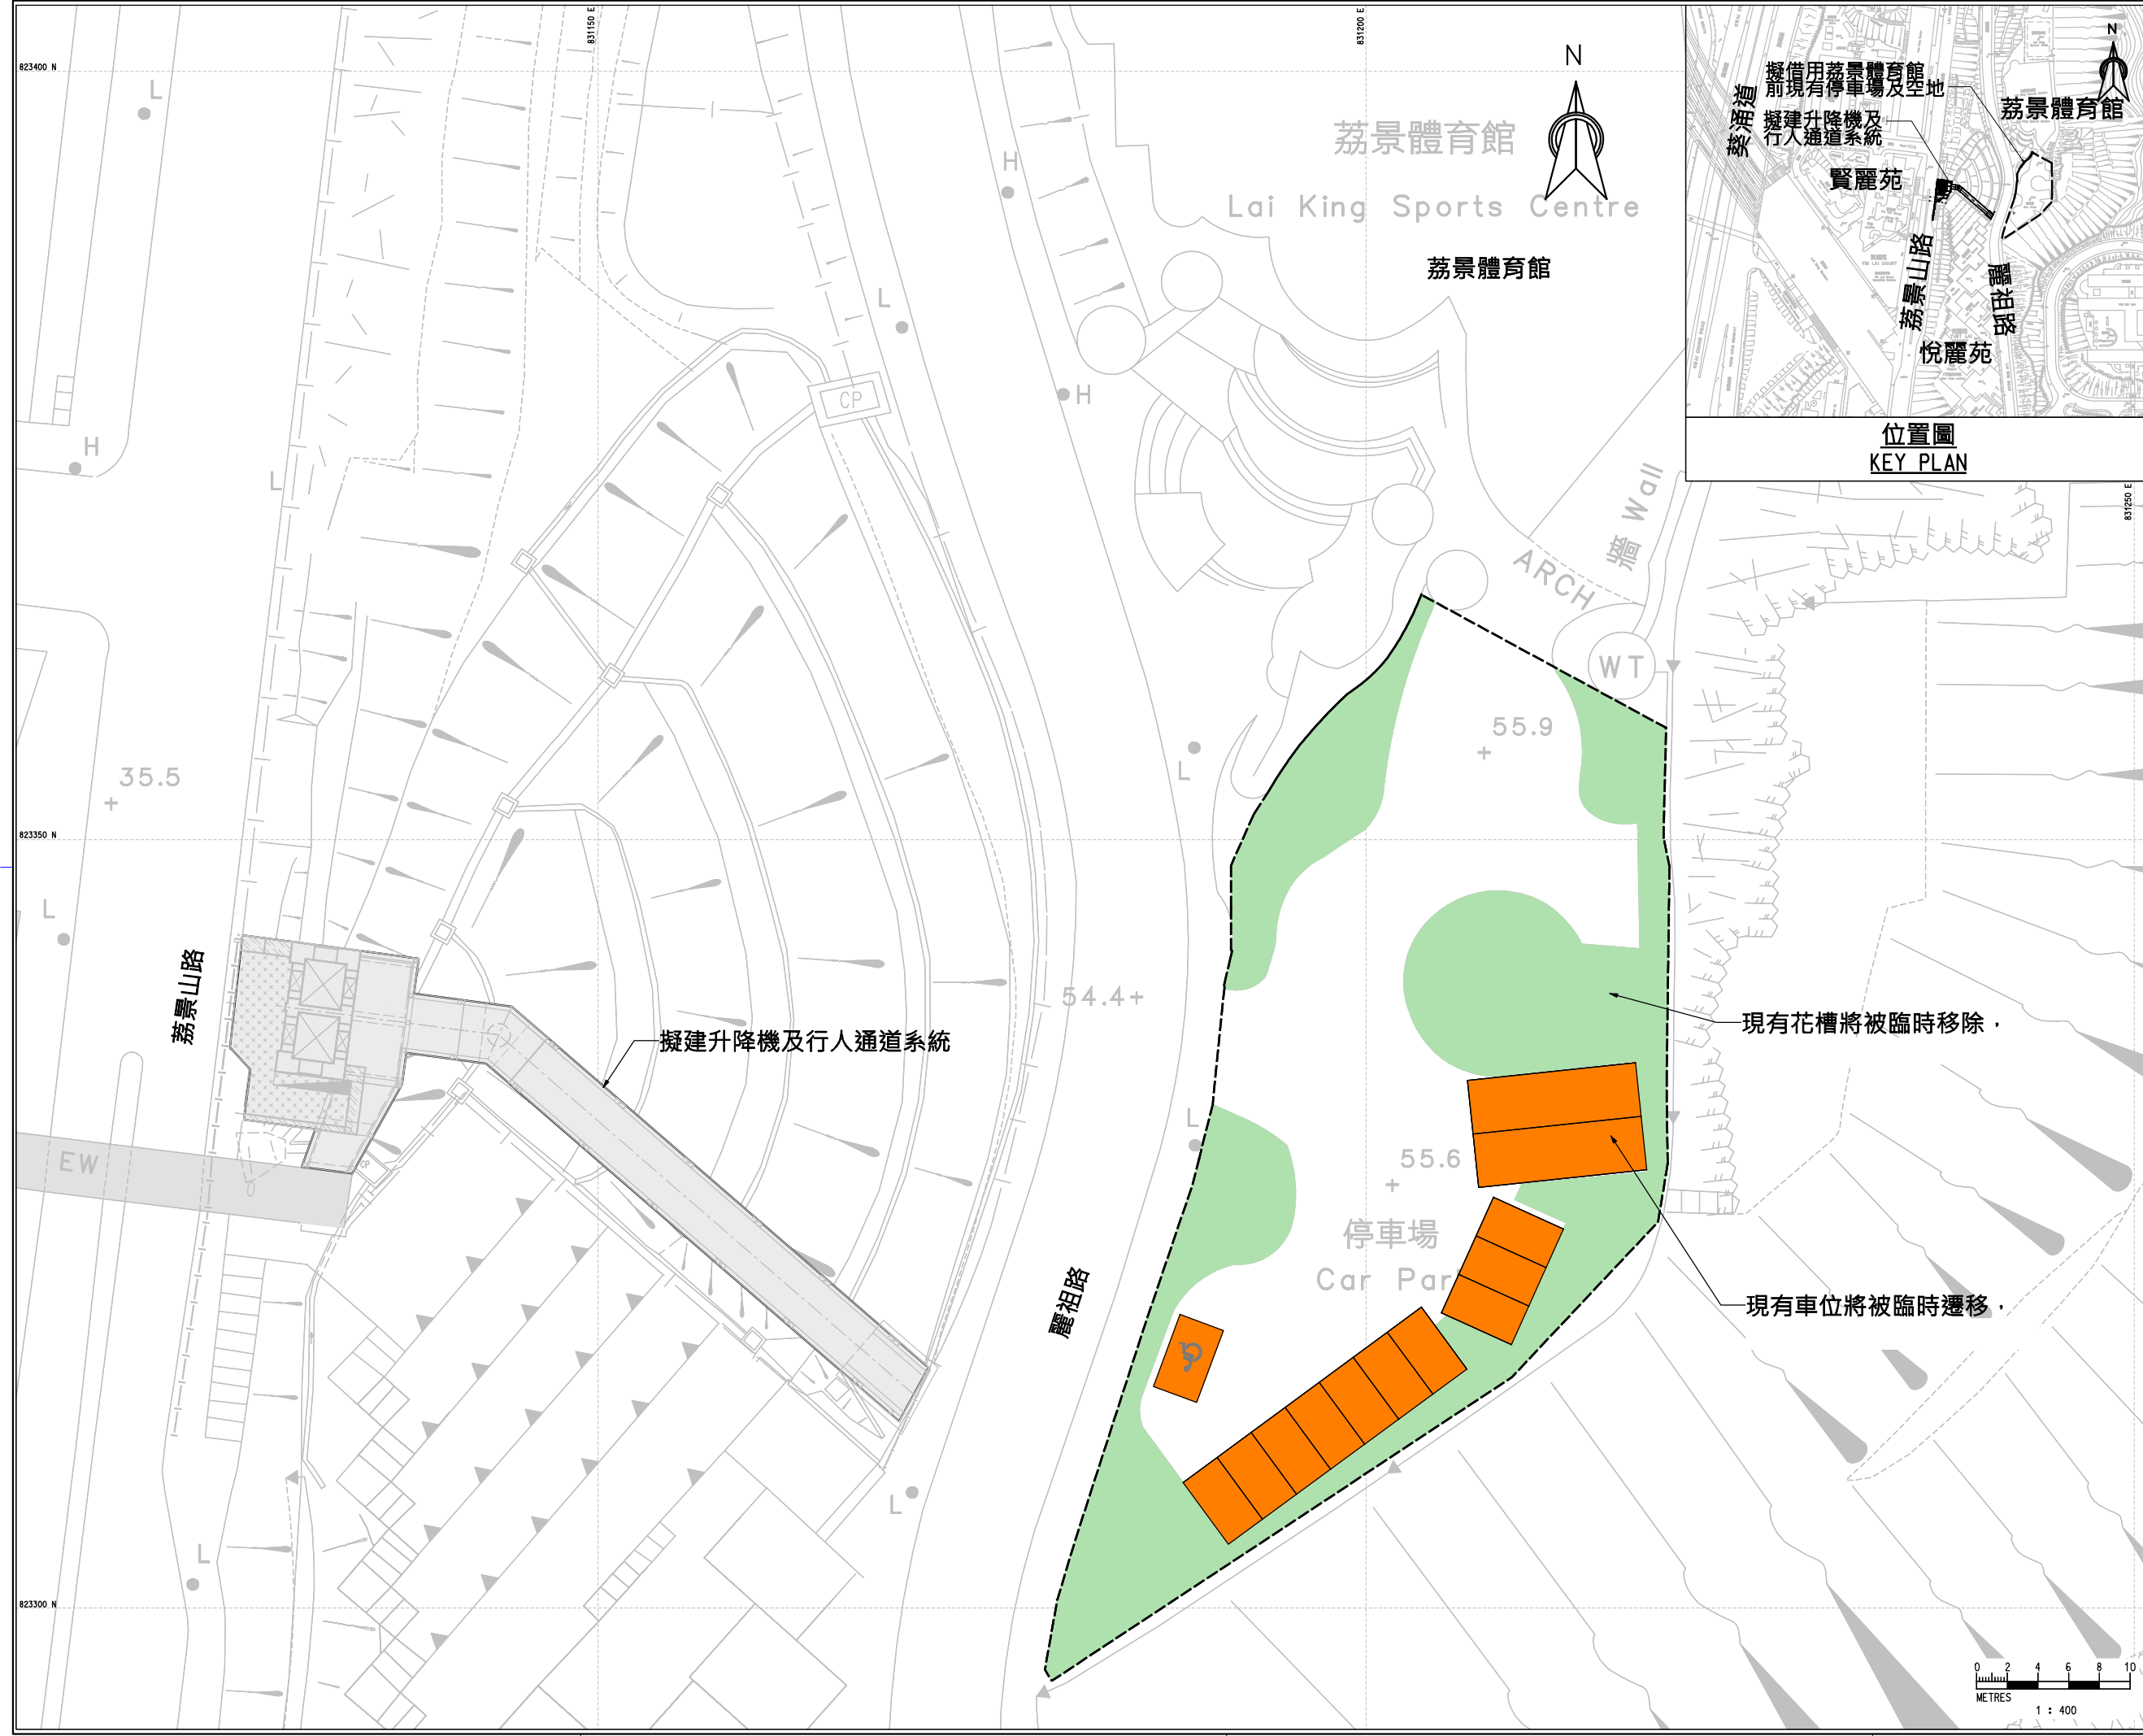 831150 E
831200 E
823400 N
L
N
荔景體育館
Lai King Sports Centre
荔景體育館
H
L
H
H
L
CP
牆 Wall
ARCH
WT
擬借用荔景體育館
前現有停車場及空地
擬建升降機及
行人通道系統
葵涌道
荔景體育館
N
賢麗苑
荔景山路
麗祖路
悅麗苑
位置圖
KEY PLAN
831250 E
55.9
35.5
L
823350 N
L
荔景山路
54.4
擬建升降機及行人通道系統
現有花槽將被臨時移除，
L
EW
CP
55.6
停車場
Car Par
麗祖路
現有車位將被臨時遷移，
L
L
823300 N
0 2 4 6 8 10
METRES
1 : 400